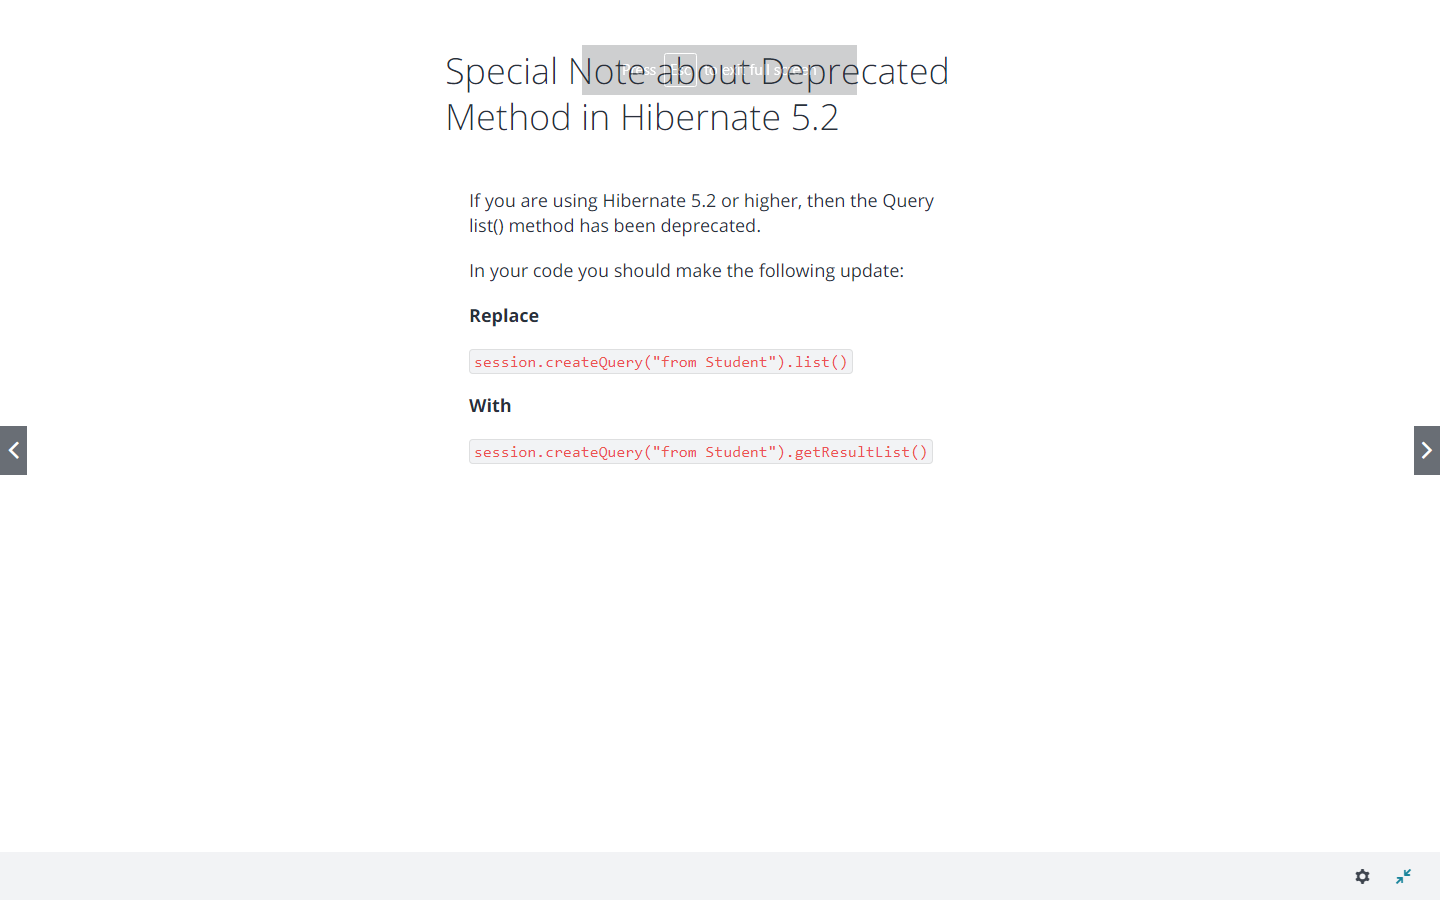 Special Note about Deprecated
Press Esc to exit full screen
Method in Hibernate 5.2
If you are using Hibernate 5.2 or higher, then the Query
list() method has been deprecated.
In your code you should make the following update:
Replace
session.createQuery("from Student").list()
With
session.createQuery("from Student").getResultList()